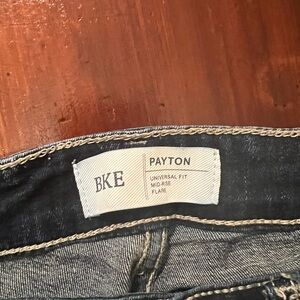 BKE
PAYTON
UNIVERSAL FIT
MID-RISE
FLARE